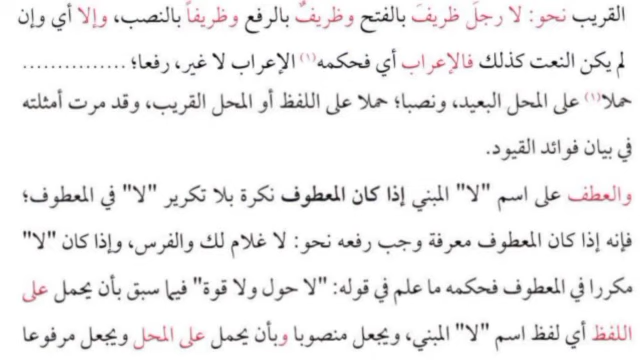 القريب نحو: لا رجلَ ظريفَ بالفتح وظريفٌ بالرفع وظريفاً بالنصب، وإلا أي وإن
لم يكن النعت كذلك فالإعراب أي فحكمه(١) الإعراب لا غير، رفعا؛ ...............
حملا(١) على المحل البعيد، ونصبا؛ حملا على اللفظ أو المحل القريب، وقد مرت أمثلته
في بيان فوائد القيود.
والعطف على اسم "لا" المبني إذا كان المعطوف نكرة بلا تكرير "لا" في المعطوف؛
فإنه إذا كان المعطوف معرفة وجب رفعه نحو: لا غلام لك والفرس، وإذا كان "لا"
مكررا في المعطوف فحكمه ما علم في قوله: "لا حول ولا قوة" فيما سبق بأن يحمل على
اللفظ أي لفظ اسم "لا" المبني، ويجعل منصوبا وبأن يحمل على المحل ويجعل مرفوعا